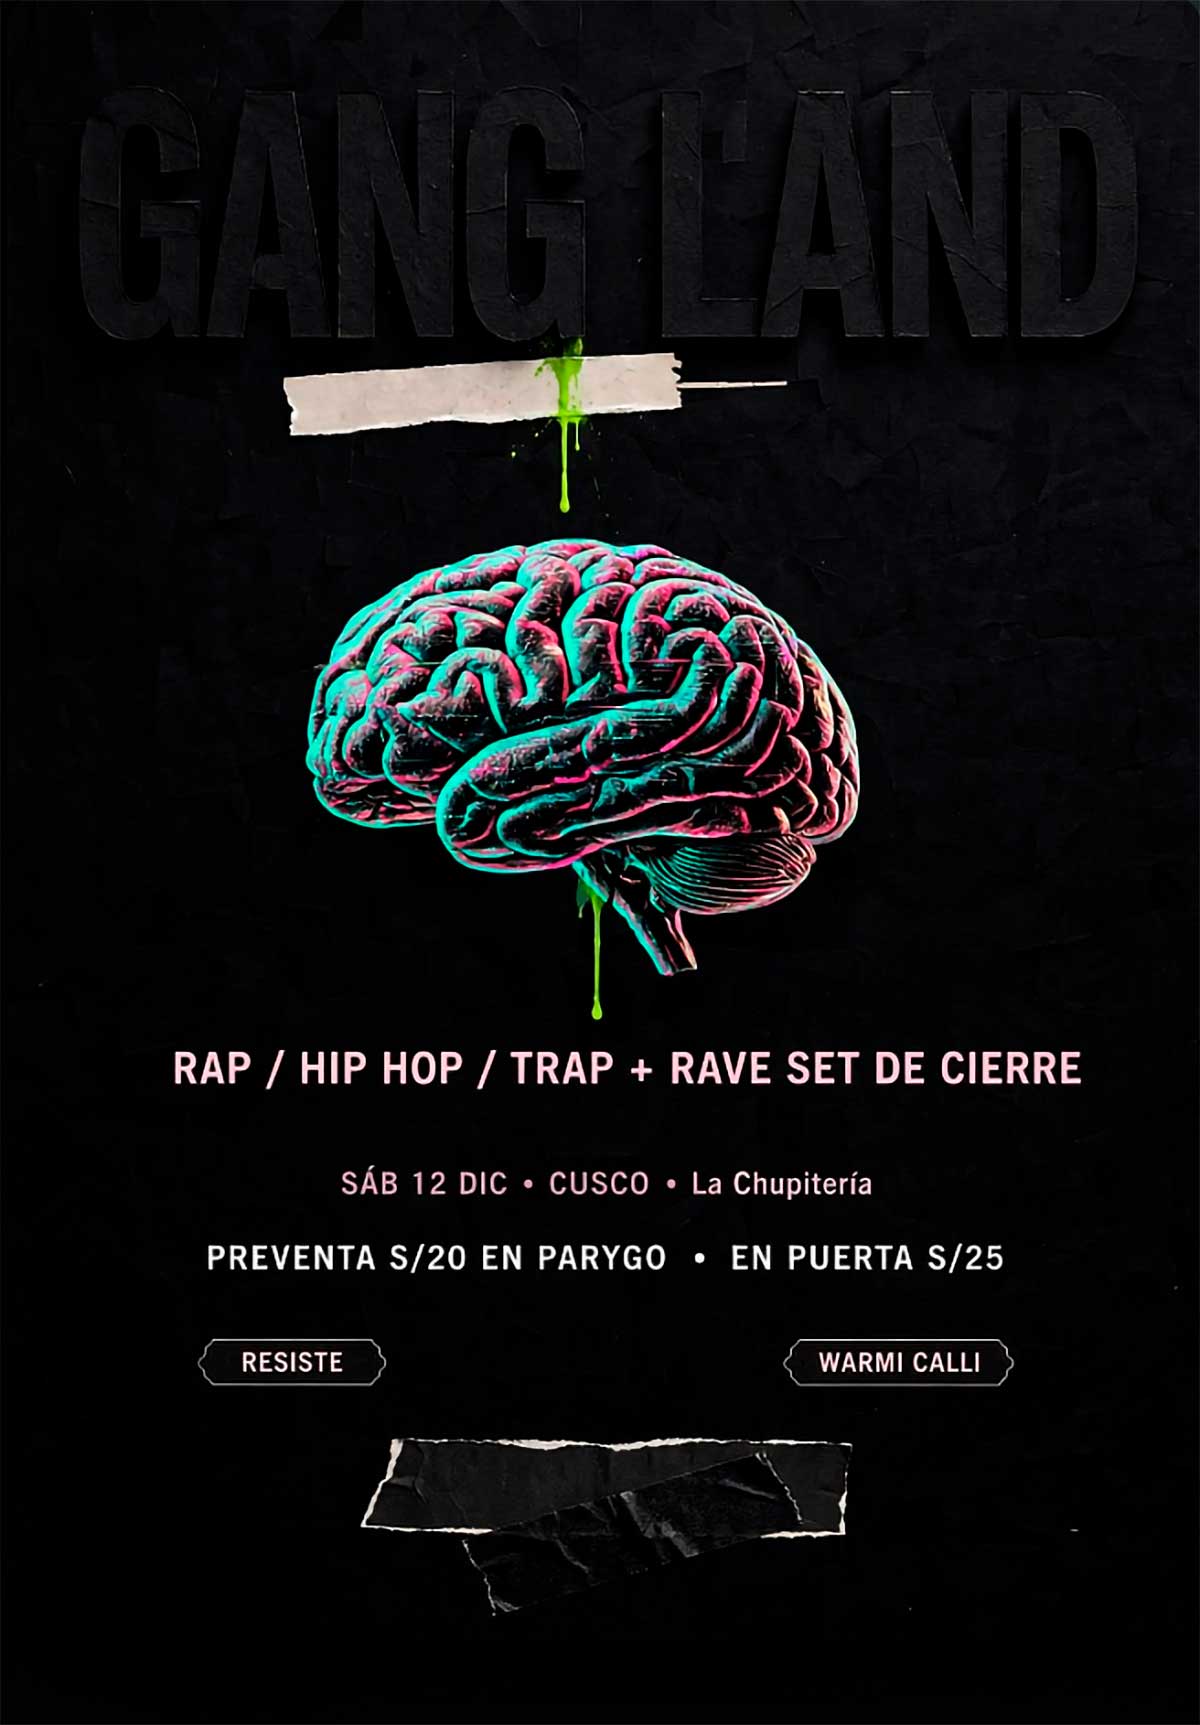 GANG LAND
RAP / HIP HOP / TRAP + RAVE SET DE CIERRE
SÁB 12 DIC • CUSCO • La Chupitería
PREVENTA S/20 EN PARYGO • EN PUERTA S/25
RESISTE
WARMI CALLI